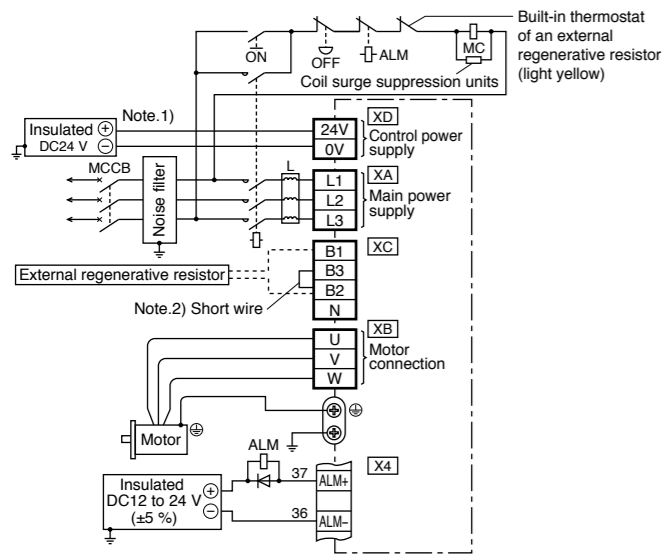 Built-in thermostat
of an external
regenerative resistor
(light yellow)
ON
OFF
ALM
MC
Coil surge suppression units
Note.1)
Insulated
DC24 V
24V
0V
XD
Control power
supply
MCCB
Noise filter
L
L1
L2
L3
XA
Main power
supply
External regenerative resistor
B1
B3
B2
N
XC
Note.2) Short wire
U
V
W
XB
Motor
connection
Motor
ALM
X4
Insulated
DC12 to 24 V
(±5 %)
37
ALM+
36
ALM−